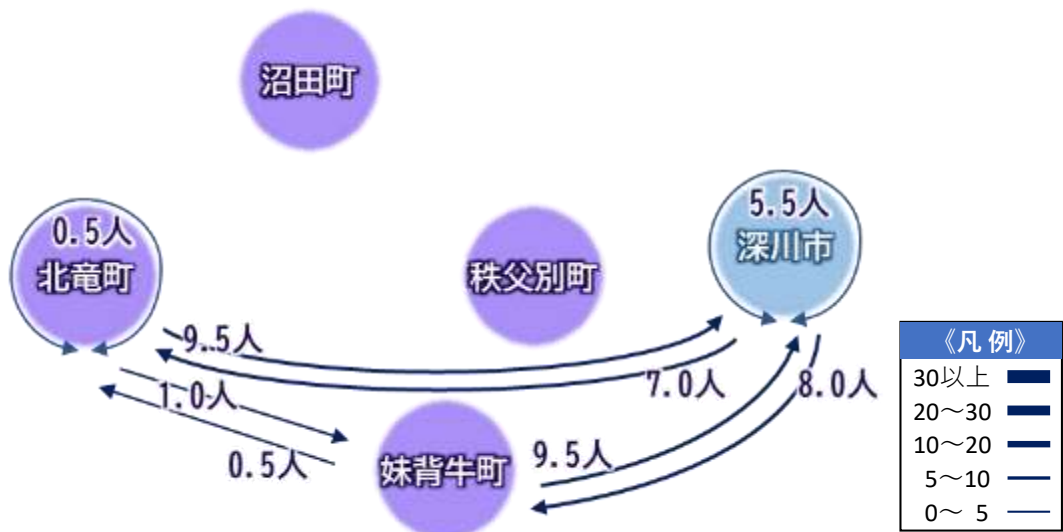 沼田町
0.5人
北竜町
5.5人
深川市
秩父別町
9.5人
7.0人
8.0人
1.0人
0.5人
妹背牛町
9.5人
《凡 例》
30以上
20～30
10～20
5～10
0～ 5